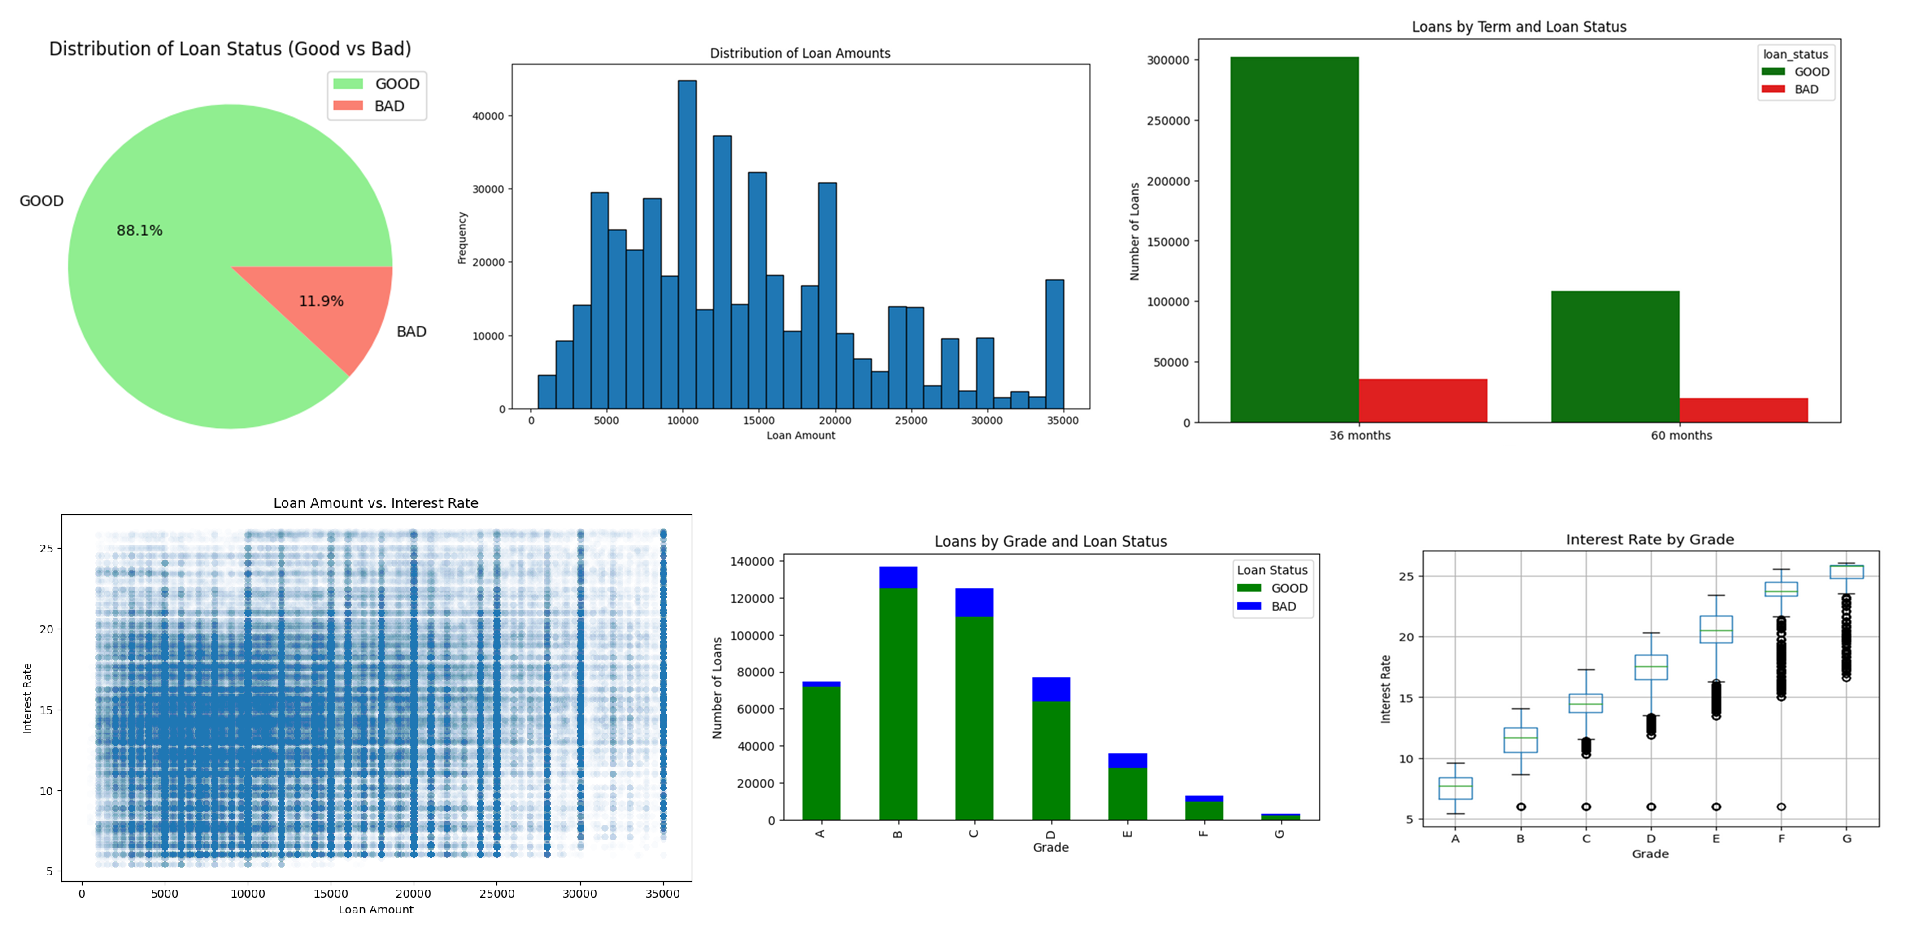 Distribution of Loan Status (Good vs Bad)
GOOD
BAD
GOOD
88.1%
11.9%
BAD
Distribution of Loan Amounts
Frequency
40000
30000
20000
10000
0
0 5000 10000 15000 20000 25000 30000 35000
Loan Amount
Loans by Term and Loan Status
loan_status
GOOD
BAD
Number of Loans
300000
250000
200000
150000
100000
50000
0
36 months 60 months
Loan Amount vs. Interest Rate
Interest Rate
25
20
15
10
5
0 5000 10000 15000 20000 25000 30000 35000
Loan Amount
Loans by Grade and Loan Status
Loan Status
GOOD
BAD
Number of Loans
140000
120000
100000
80000
60000
40000
20000
0
A B C D E F G
Grade
Interest Rate by Grade
Interest Rate
25
20
15
10
5
A B C D E F G
Grade